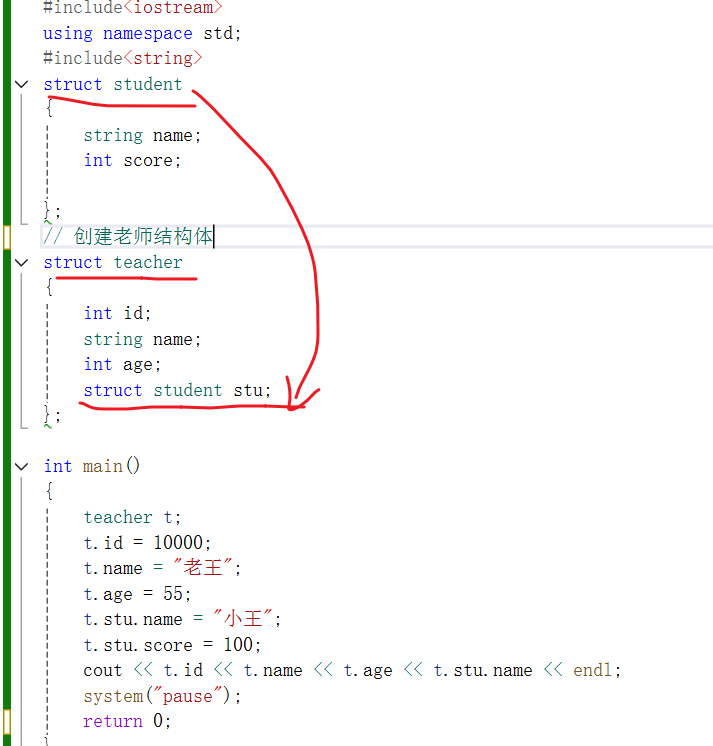 #include<iostream>
using namespace std;
#include<string>
struct student
{
string name;
int score;
};
// 创建老师结构体
struct teacher
{
int id;
string name;
int age;
struct student stu;
};
int main()
{
teacher t;
t.id = 10000;
t.name = "老王";
t.age = 55;
t.stu.name = "小王";
t.stu.score = 100;
cout << t.id << t.name << t.age << t.stu.name << endl;
system("pause");
return 0;
}